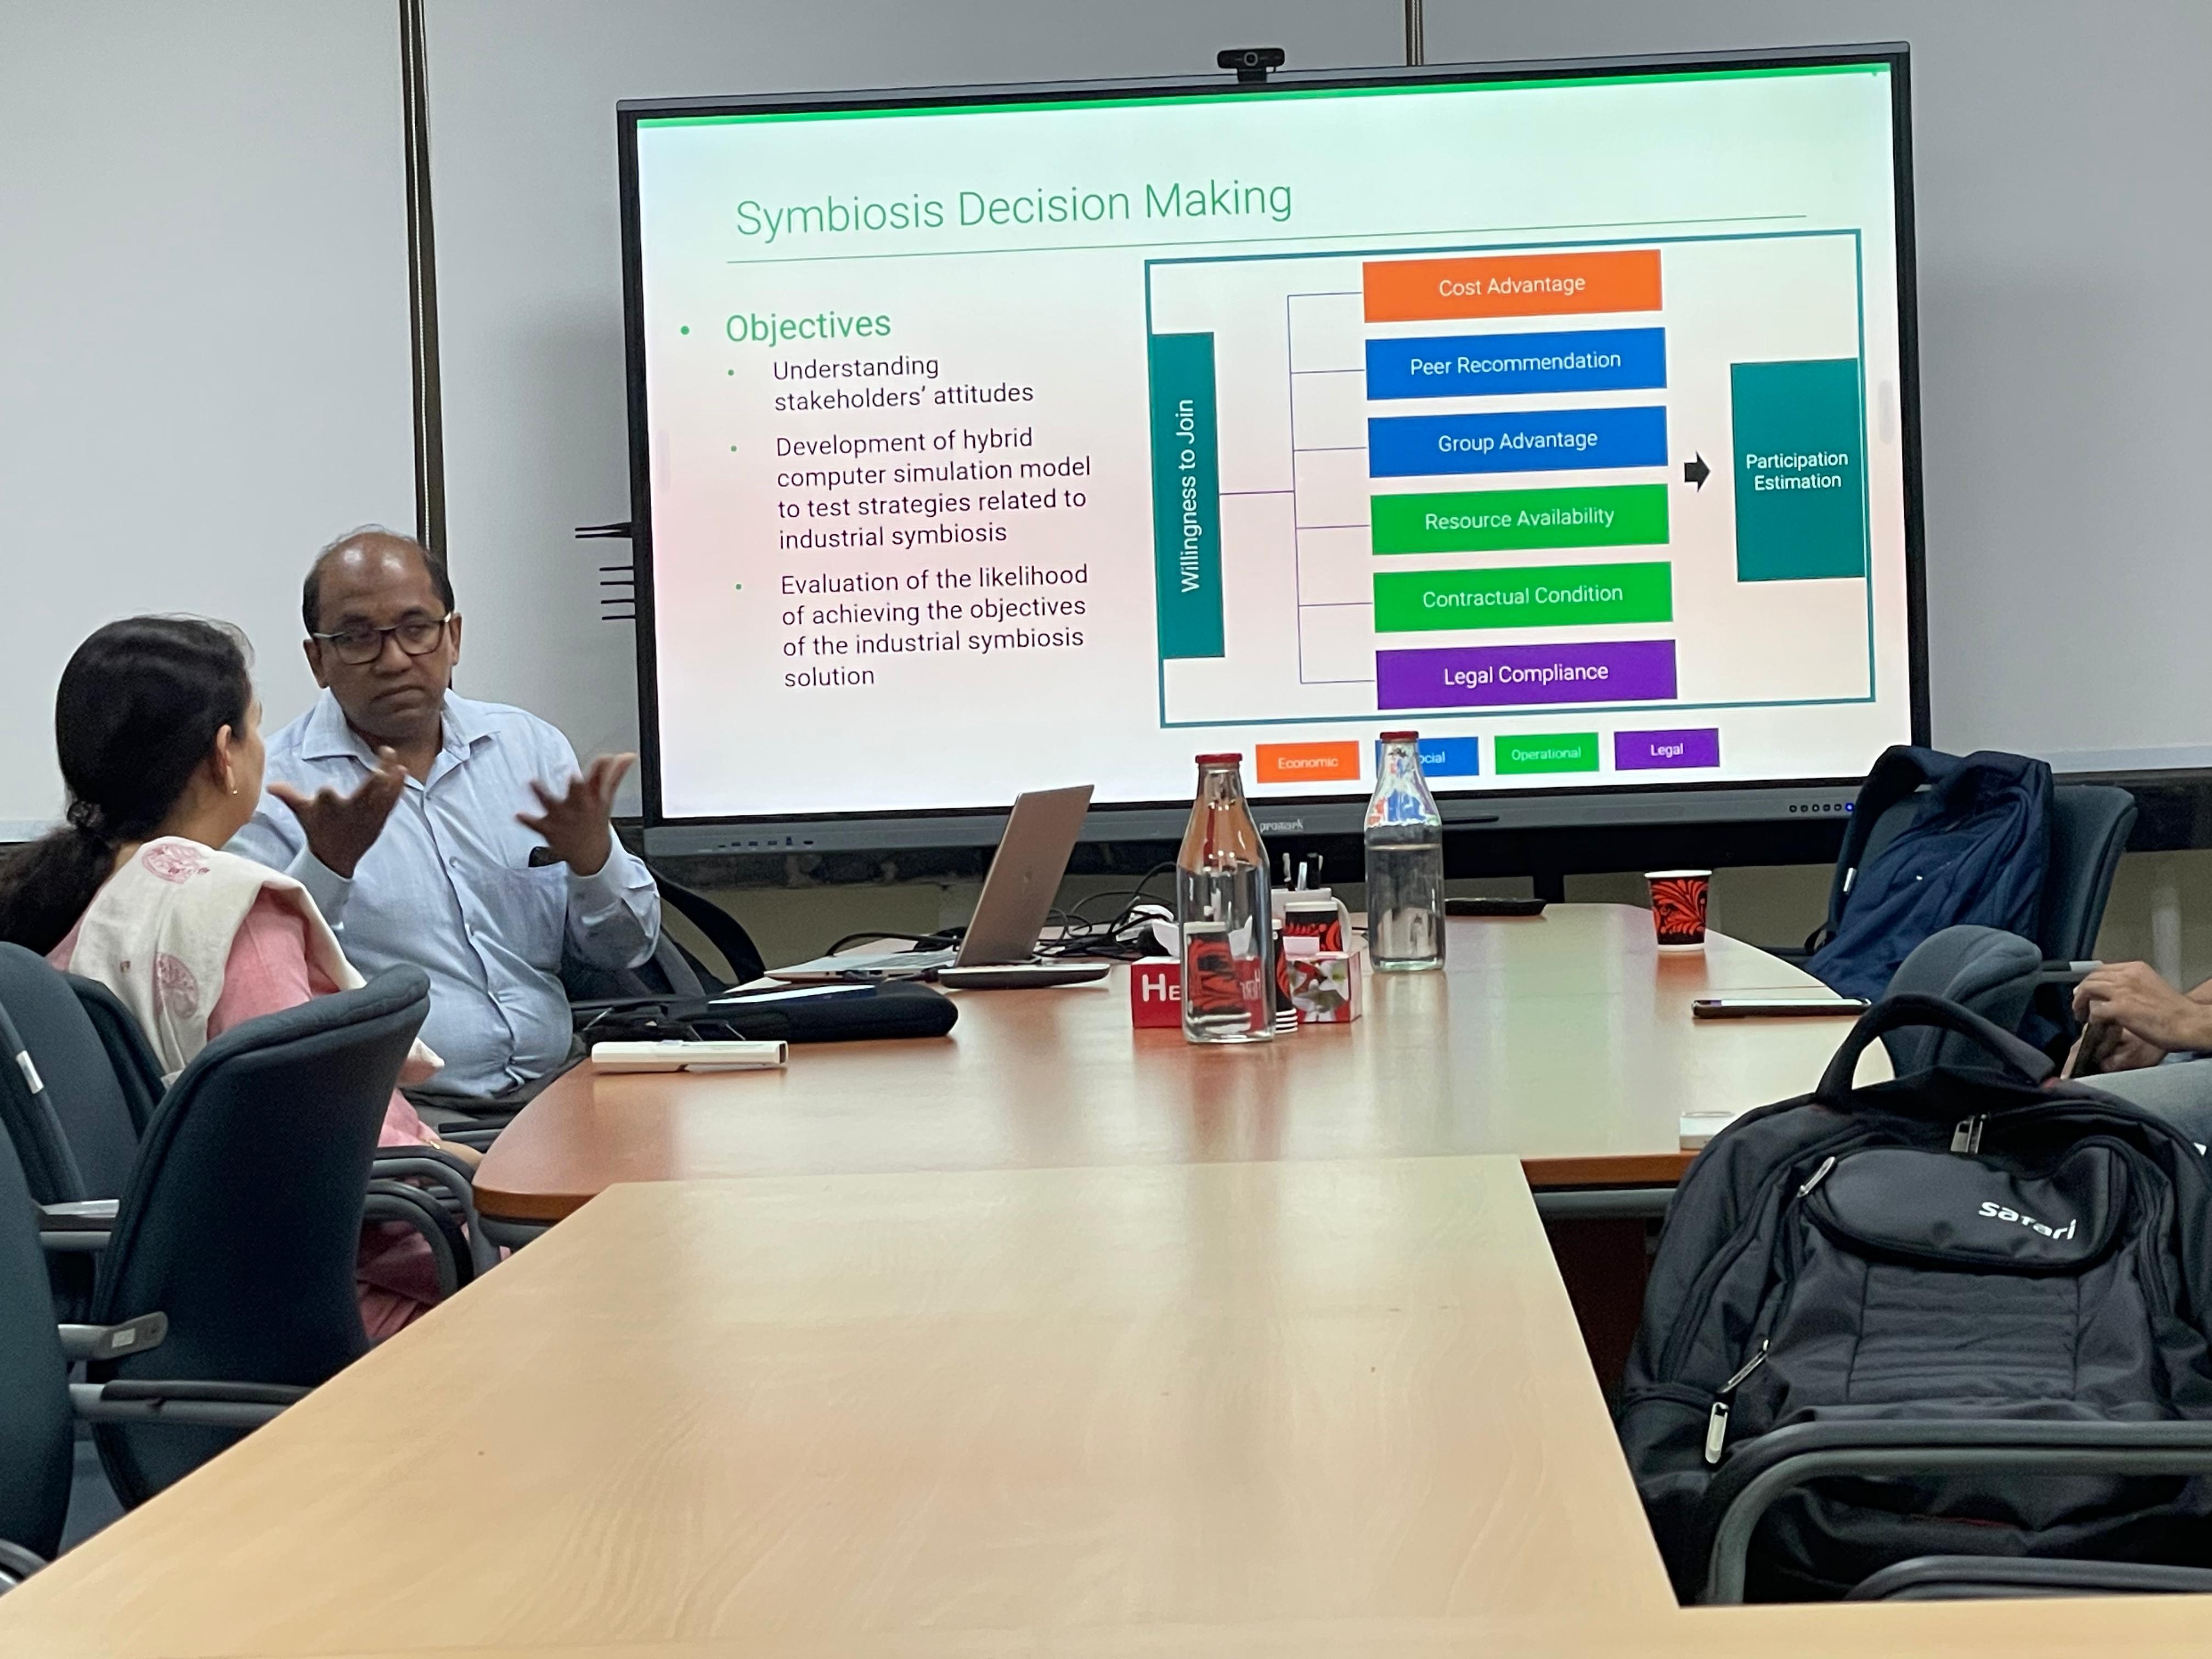 Symbiosis Decision Making
• Objectives
• Understanding
stakeholders' attitudes
• Development of hybrid
computer simulation model
to test strategies related to
industrial symbiosis
• Evaluation of the likelihood
of achieving the objectives
of the industrial symbiosis
solution
Willingness to Join
Cost Advantage
Peer Recommendation
Group Advantage
Resource Availability
Contractual Condition
Legal Compliance
Participation
Estimation
Economic
Operational
Legal
promark
safari